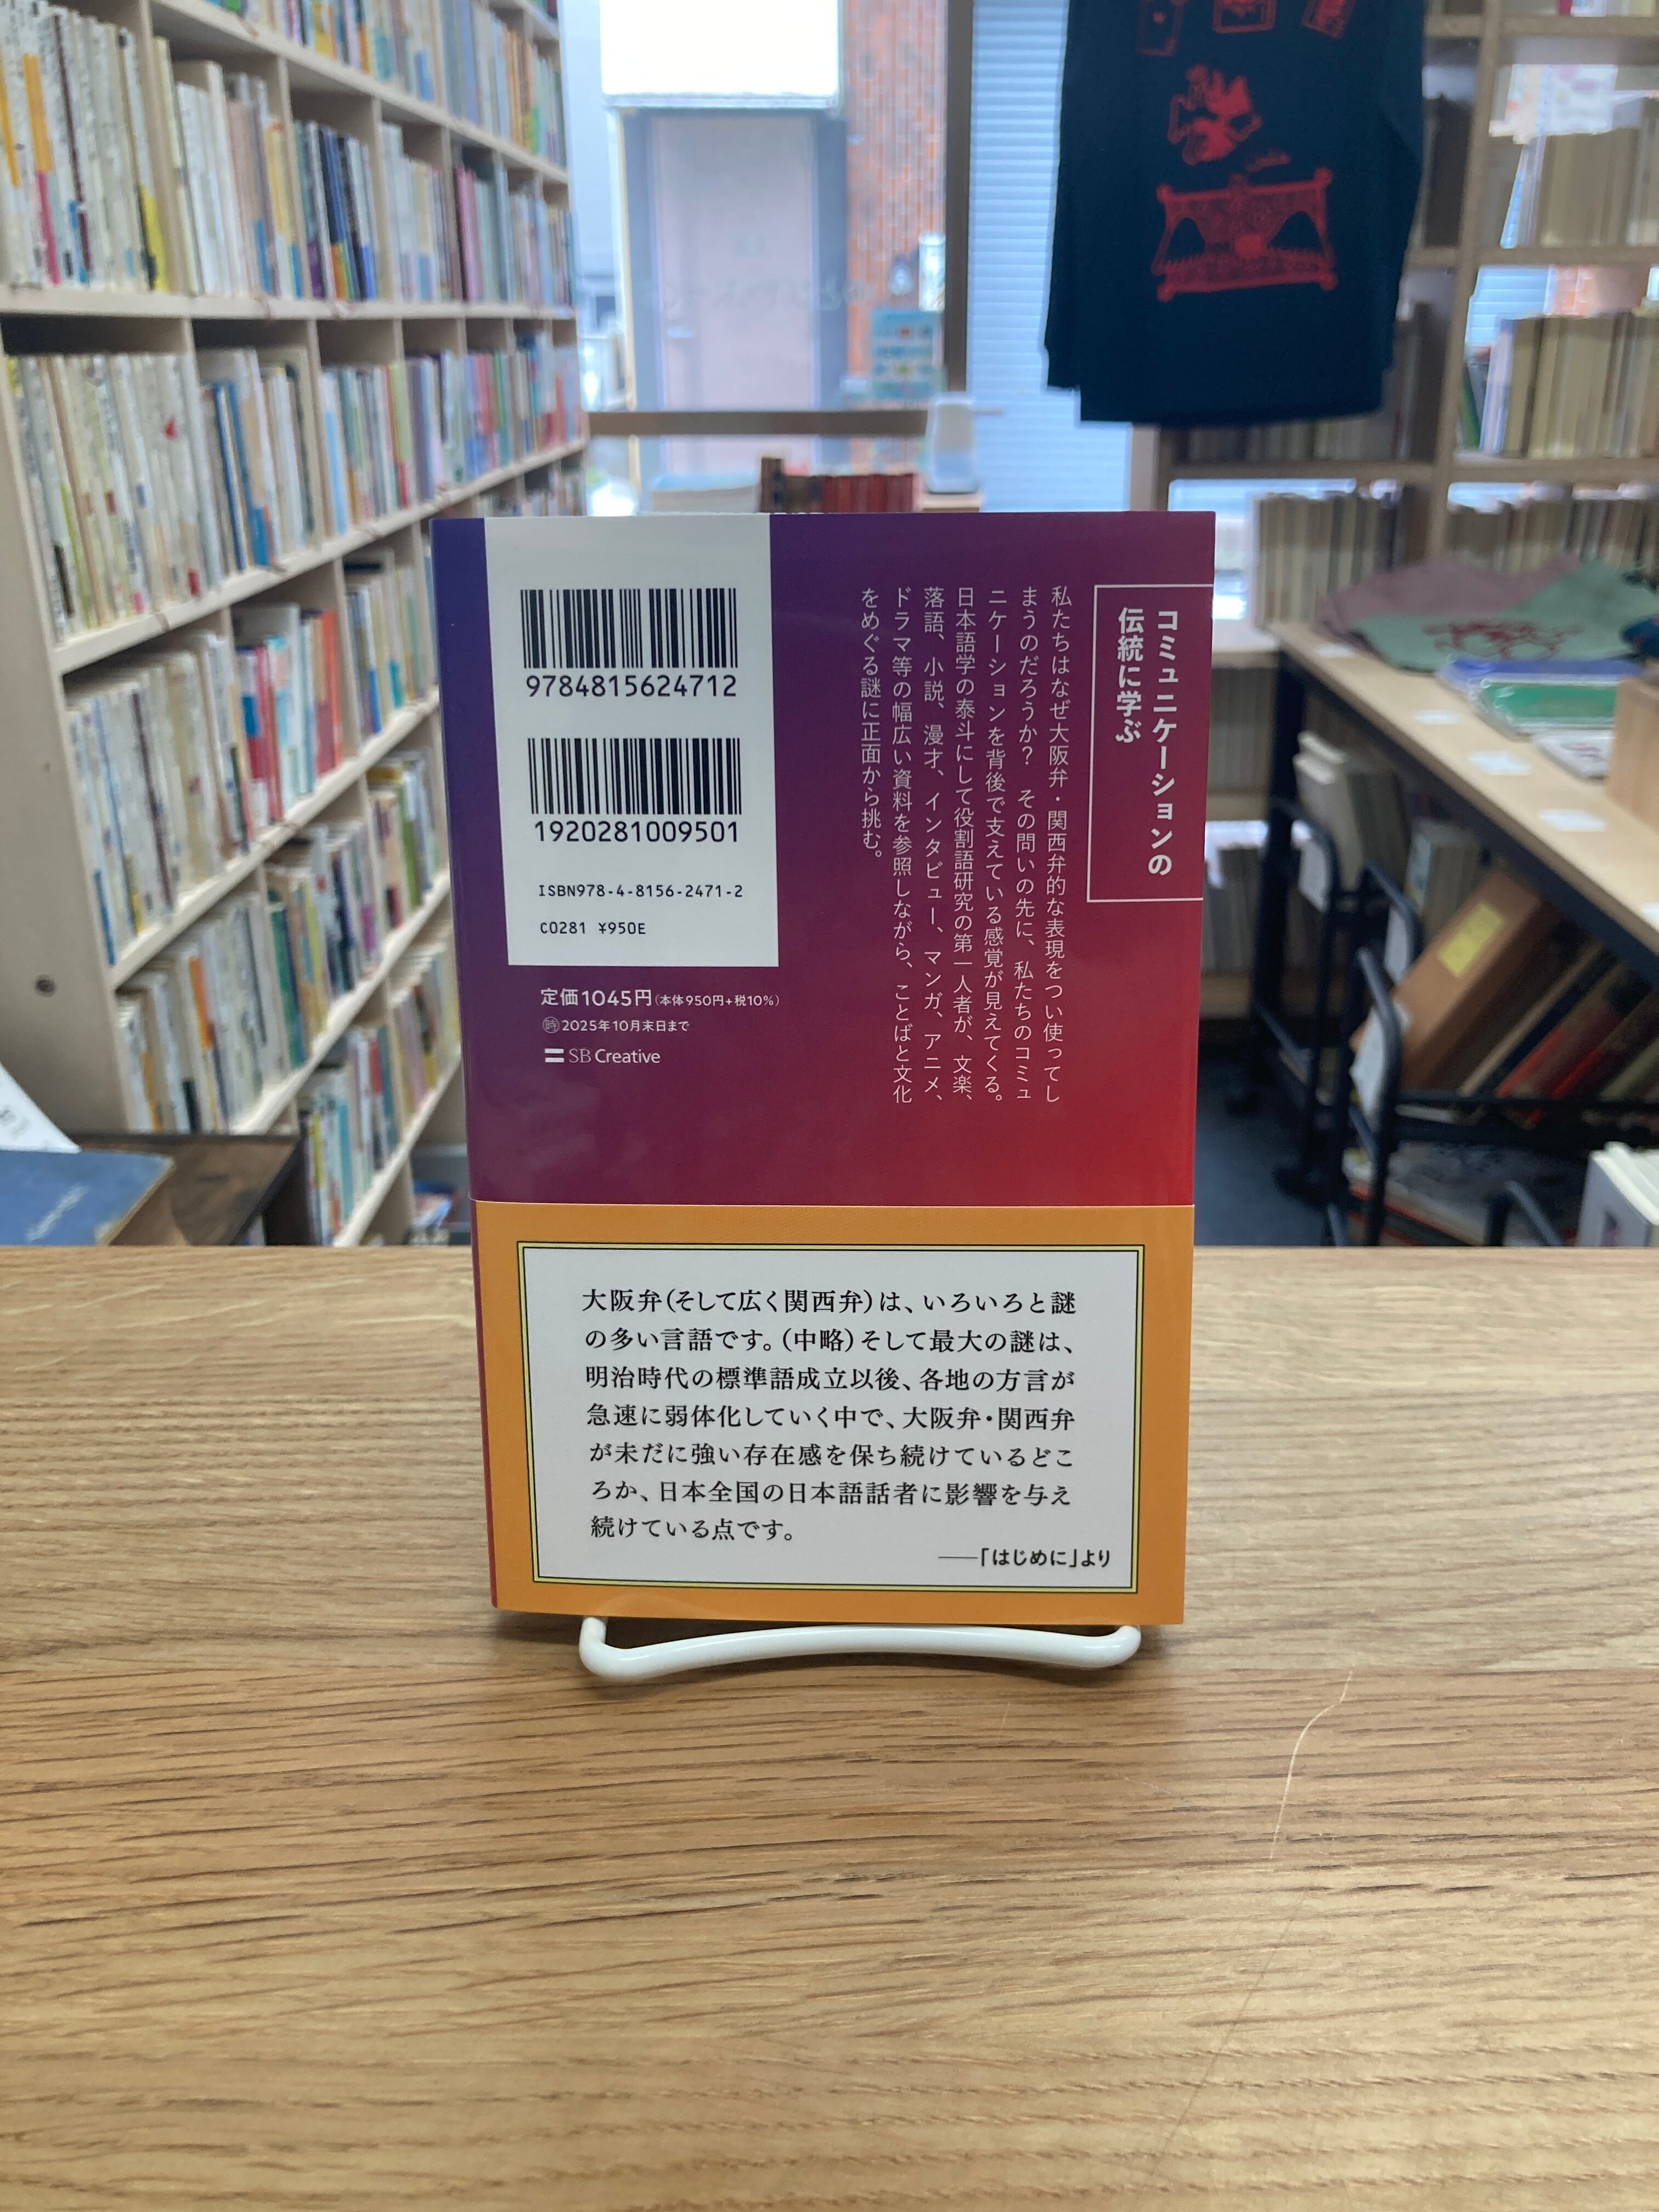 コミュニケーションの
伝統に学ぶ
私たちはなぜ大阪弁・関西弁的な表現をつい使ってし
まうのだろうか？　その問いの先に、私たちのコミュ
ニケーションを背後で支えている感覚が見えてくる。
日本語学の泰斗にして役割語研究の第一人者が、文楽、
落語、小説、漫才、インタビュー、マンガ、アニメ、
ドラマ等の幅広い資料を参照しながら、ことばと文化
をめぐる謎に正面から挑む。
9784815624712
1920281009501
ISBN978-4-8156-2471-2
C0281 ¥950E
定価1045円(本体950円+税10%)
㊕2025年10月末日まで
SB Creative
大阪弁(そして広く関西弁)は、いろいろと謎
の多い言語です。(中略)そして最大の謎は、
明治時代の標準語成立以後、各地の方言が
急速に弱体化していく中で、大阪弁・関西弁
が未だに強い存在感を保ち続けているどこ
ろか、日本全国の日本語話者に影響を与え
続けている点です。
――「はじめに」より